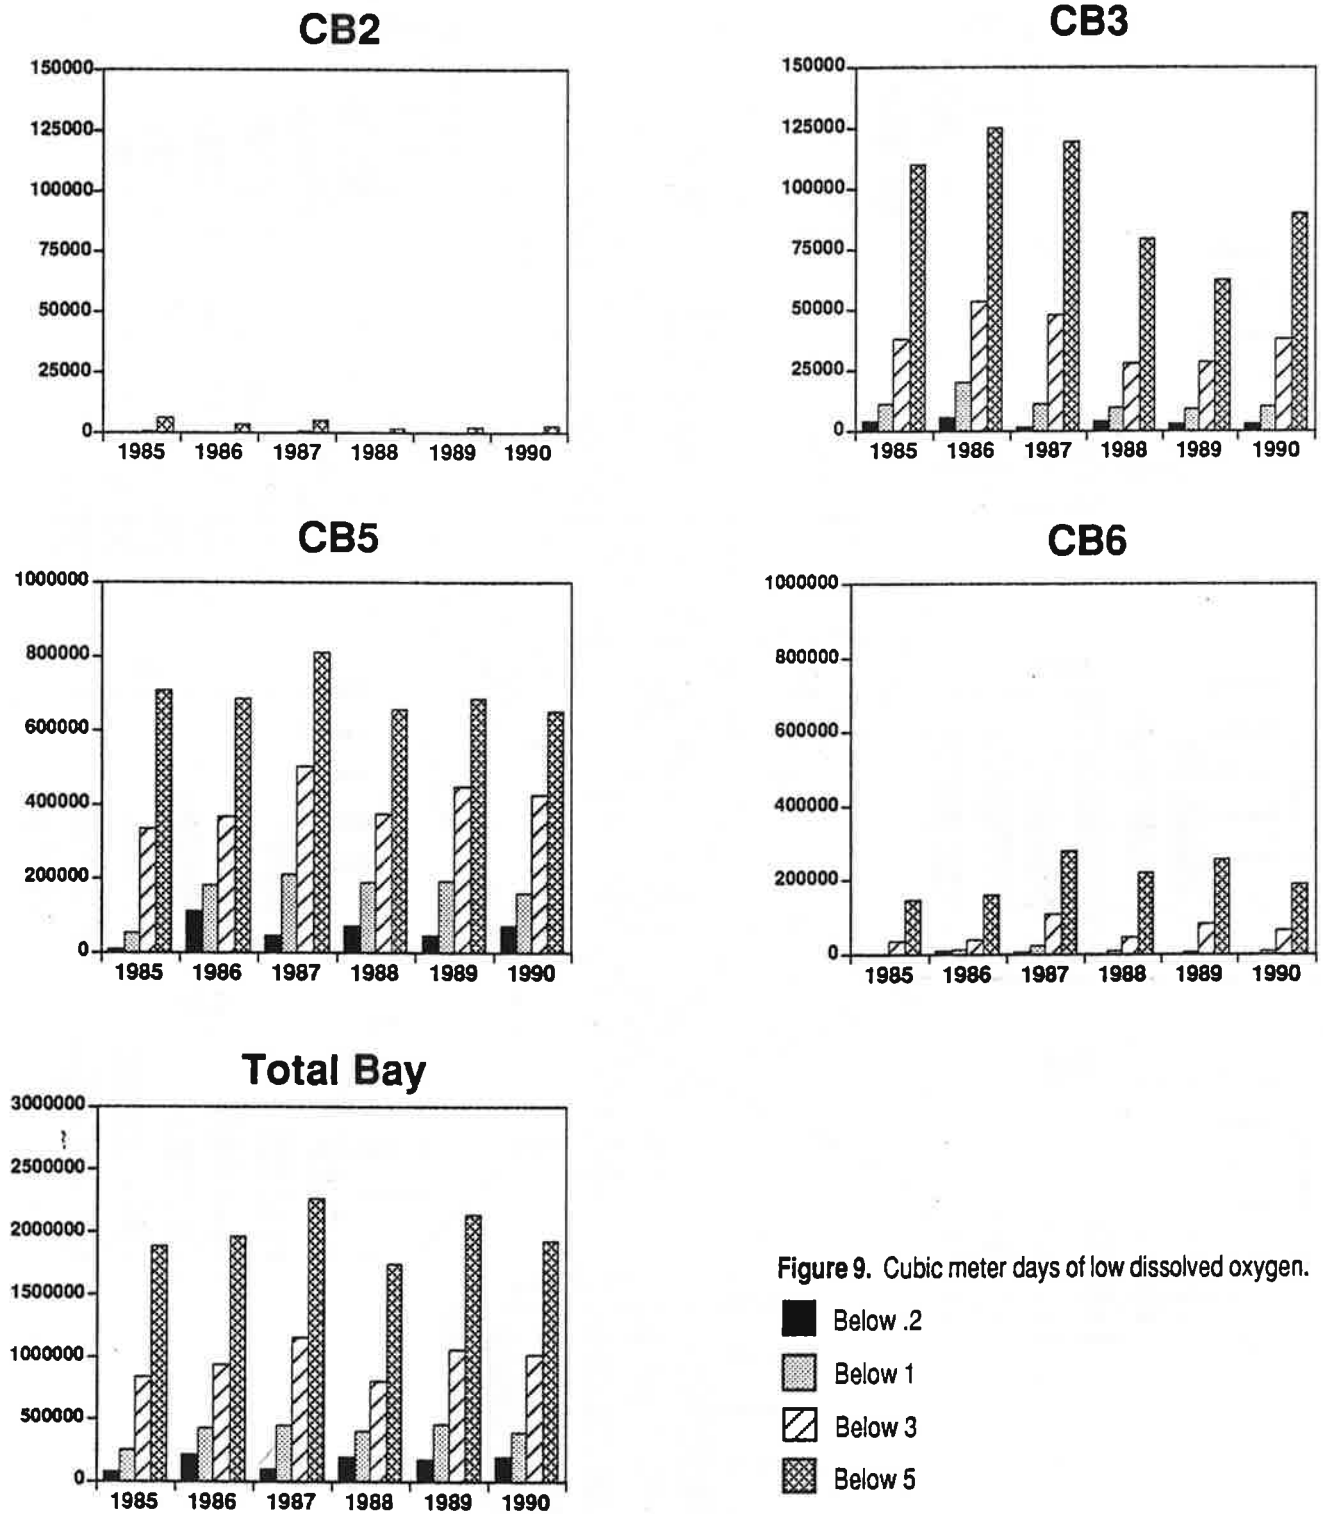 CB2
150000
125000
100000
75000
50000
25000
0
1985 1986 1987 1988 1989 1990
CB3
150000
125000
100000
75000
50000
25000
0
1985 1986 1987 1988 1989 1990
CB5
1000000
800000
600000
400000
200000
0
1985 1986 1987 1988 1989 1990
CB6
1000000
800000
600000
400000
200000
0
1985 1986 1987 1988 1989 1990
Total Bay
3000000
2500000
2000000
1500000
1000000
500000
0
1985 1986 1987 1988 1989 1990
Figure 9. Cubic meter days of low dissolved oxygen.
Below .2
Below 1
Below 3
Below 5